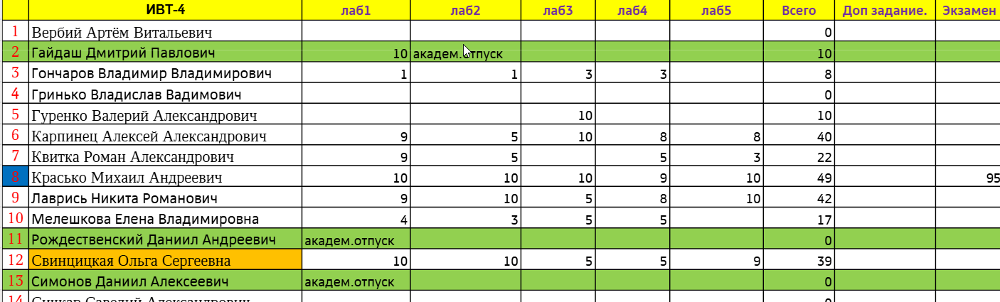 ИВТ-4 лаб1 лаб2 лаб3 лаб4 лаб5 Всего Доп задание. Экзамен
1 Вербий Артём Витальевич 0
2 Гайдаш Дмитрий Павлович 10 академ.отпуск 10
3 Гончаров Владимир Владимирович 1 1 3 3 8
4 Гринько Владислав Вадимович 0
5 Гуренко Валерий Александрович 10 10
6 Карпинец Алексей Александрович 9 5 10 8 8 40
7 Квитка Роман Александрович 9 5 5 3 22
8 Красько Михаил Андреевич 10 10 10 9 10 49 95
9 Лаврись Никита Романович 9 10 5 8 10 42
10 Мелешкова Елена Владимировна 4 3 5 5 17
11 Рождественский Даниил Андреевич академ.отпуск 0
12 Свинцицкая Ольга Сергеевна 10 10 5 5 9 39
13 Симонов Даниил Алексеевич академ.отпуск 0
14 Александрович 0